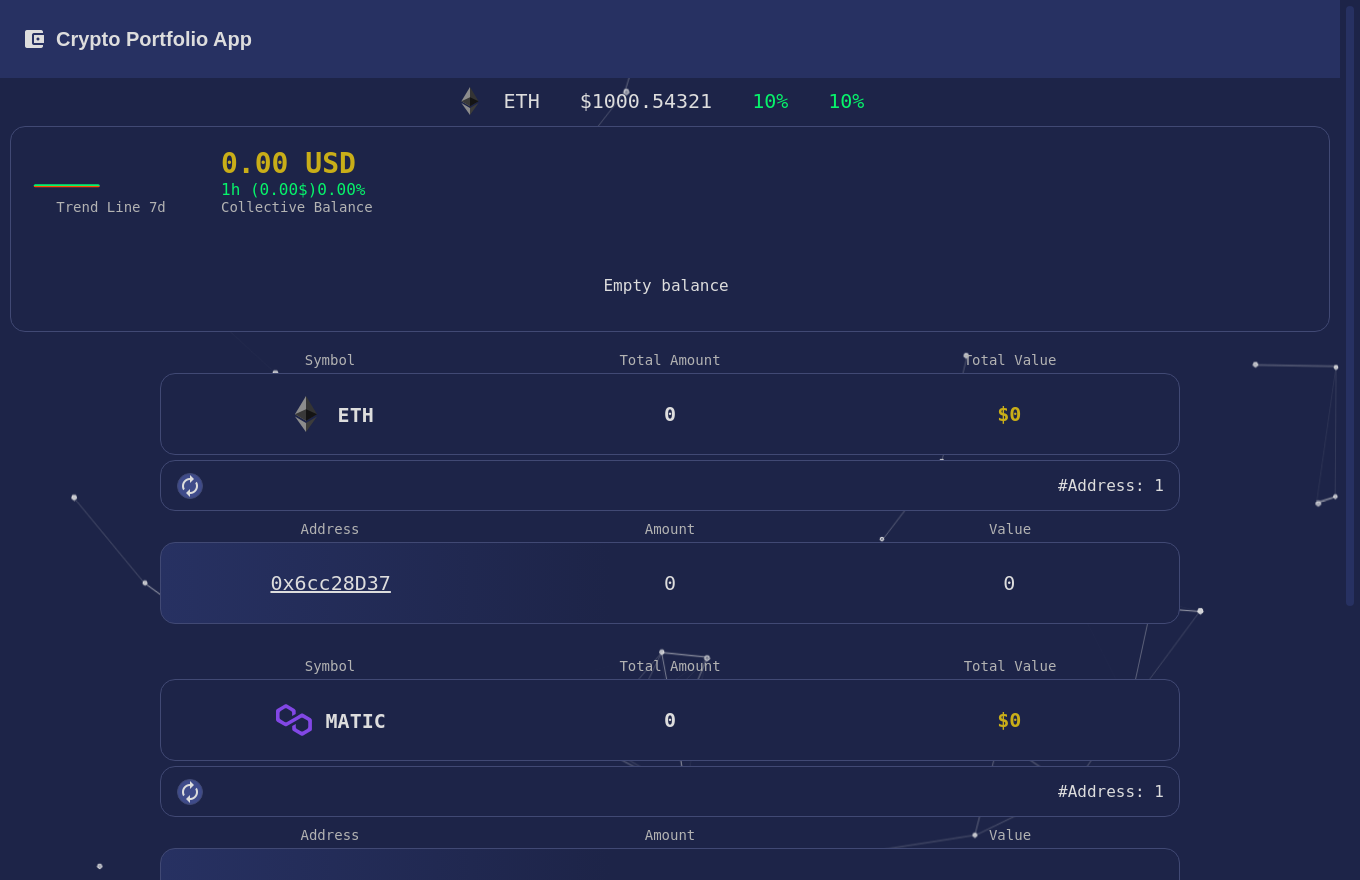 Crypto Portfolio App
ETH $1000.54321 10% 10%
0.00 USD
1h (0.00$)0.00%
Trend Line 7d Collective Balance
Empty balance
Symbol Total Amount Total Value
ETH 0 $0
#Address: 1
Address Amount Value
0x6cc28D37 0 0
Symbol Total Amount Total Value
MATIC 0 $0
#Address: 1
Address Amount Value